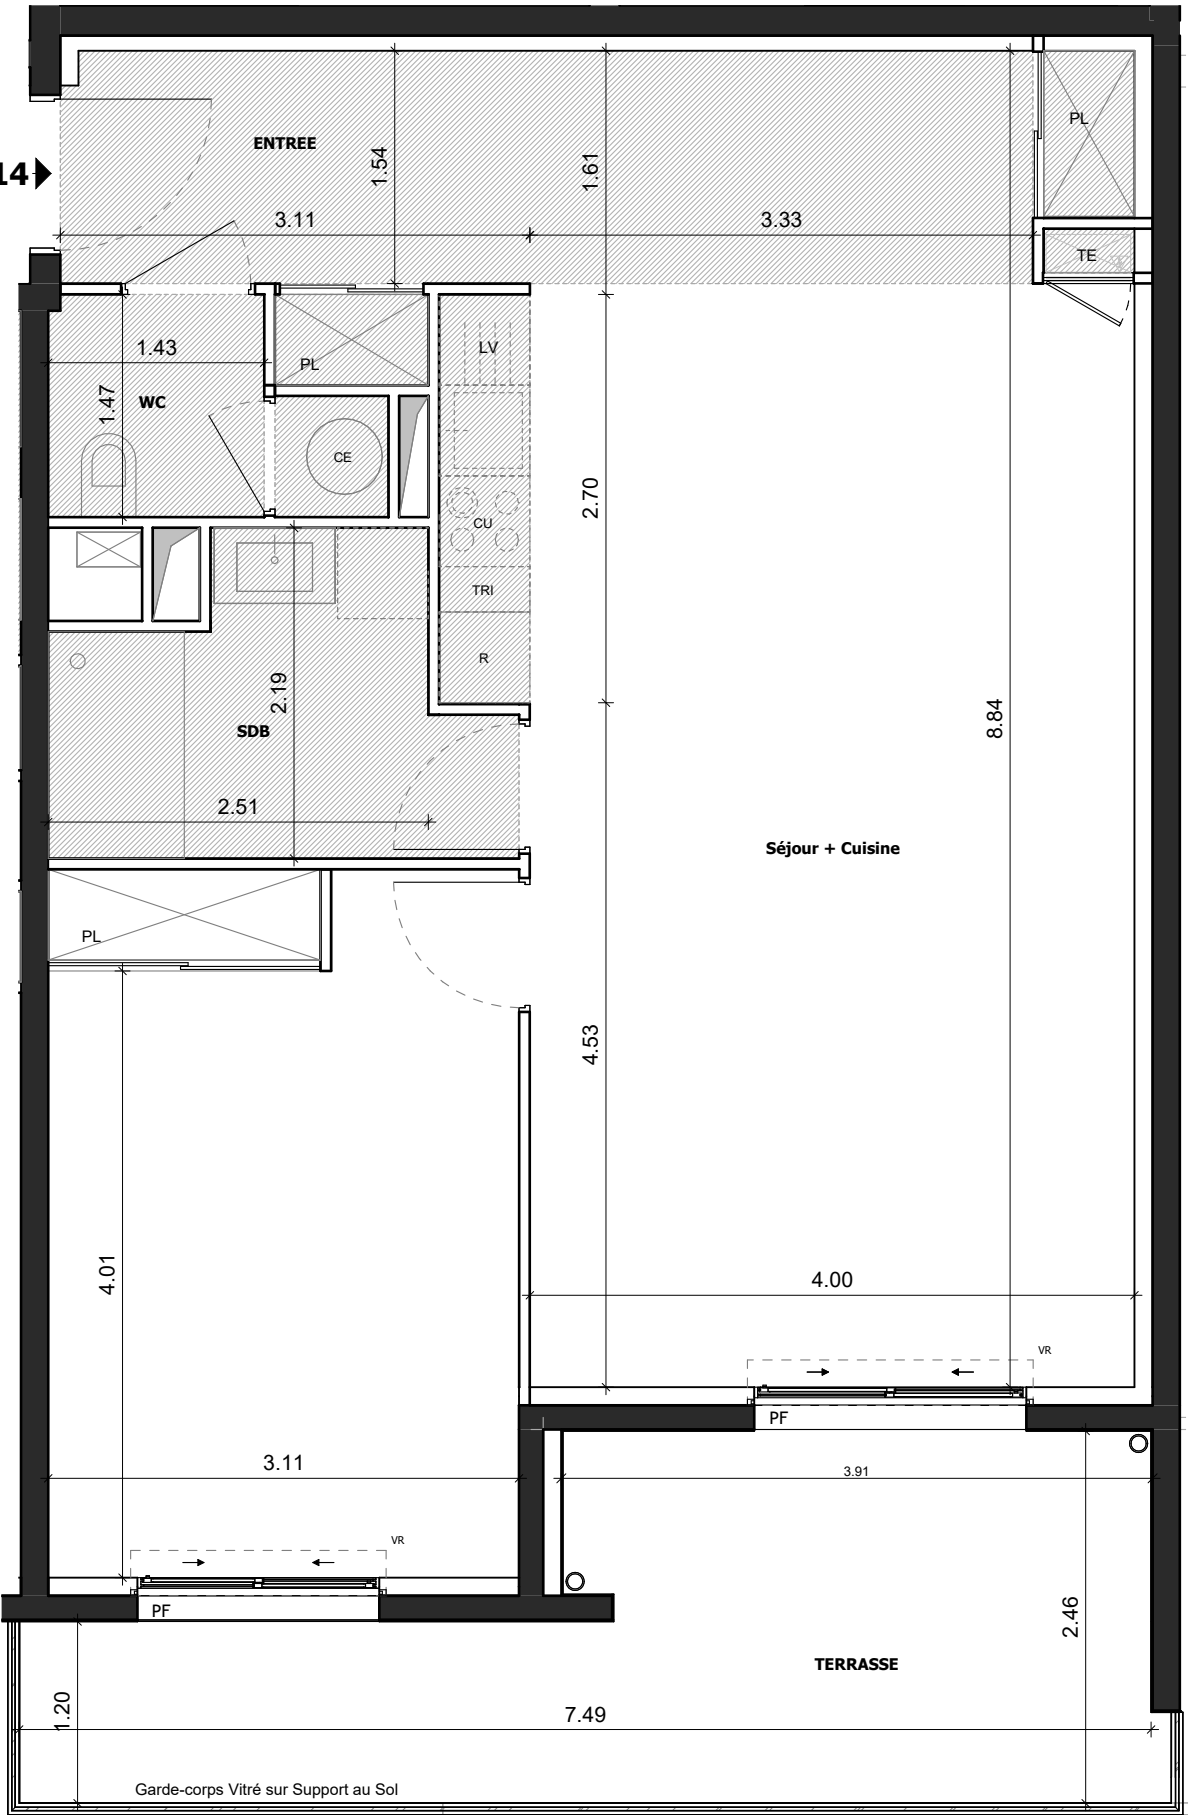 PL
ENTREE
1.54
1.61
14
3.11
3.33
TE
LV
1.43
PL
1.47
WC
CE
2.70
CU
TRI
R
2.19
SDB
8.84
2.51
Séjour + Cuisine
PL
4.53
4.01
4.00
VR
PF
3.11
3.91
VR
PF
2.46
TERRASSE
1.20
7.49
Garde-corps Vitré sur Support au Sol